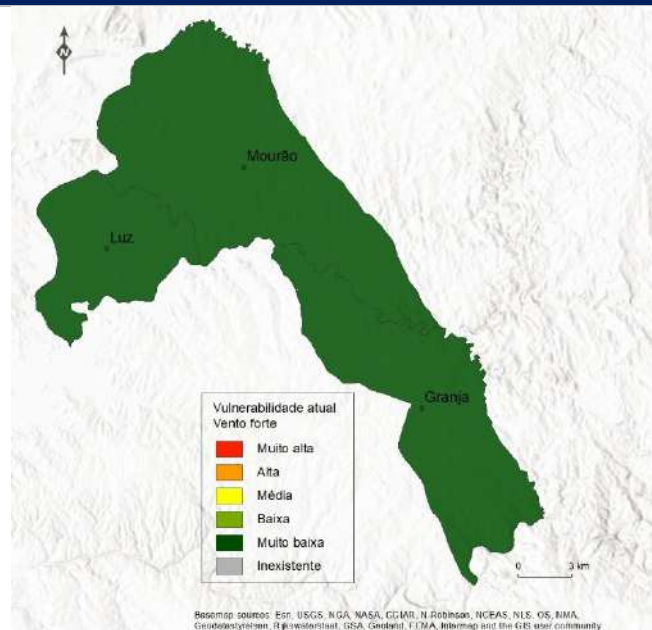 N
Mourão
Luz
Granja
Vulnerabilidade atual
Vento forte
Muito alta
Alta
Média
Baixa
Muito baixa
Inexistente
0 3 km
Basemap sources: Esri, USGS, NGA, NASA, CGIAR, N Robinson, NCEAS, NLS, OS, NMA,
Geodatastyrelsen, Rijkswaterstaat, GSA, Geoland, FEMA, Intermap and the GIS user community